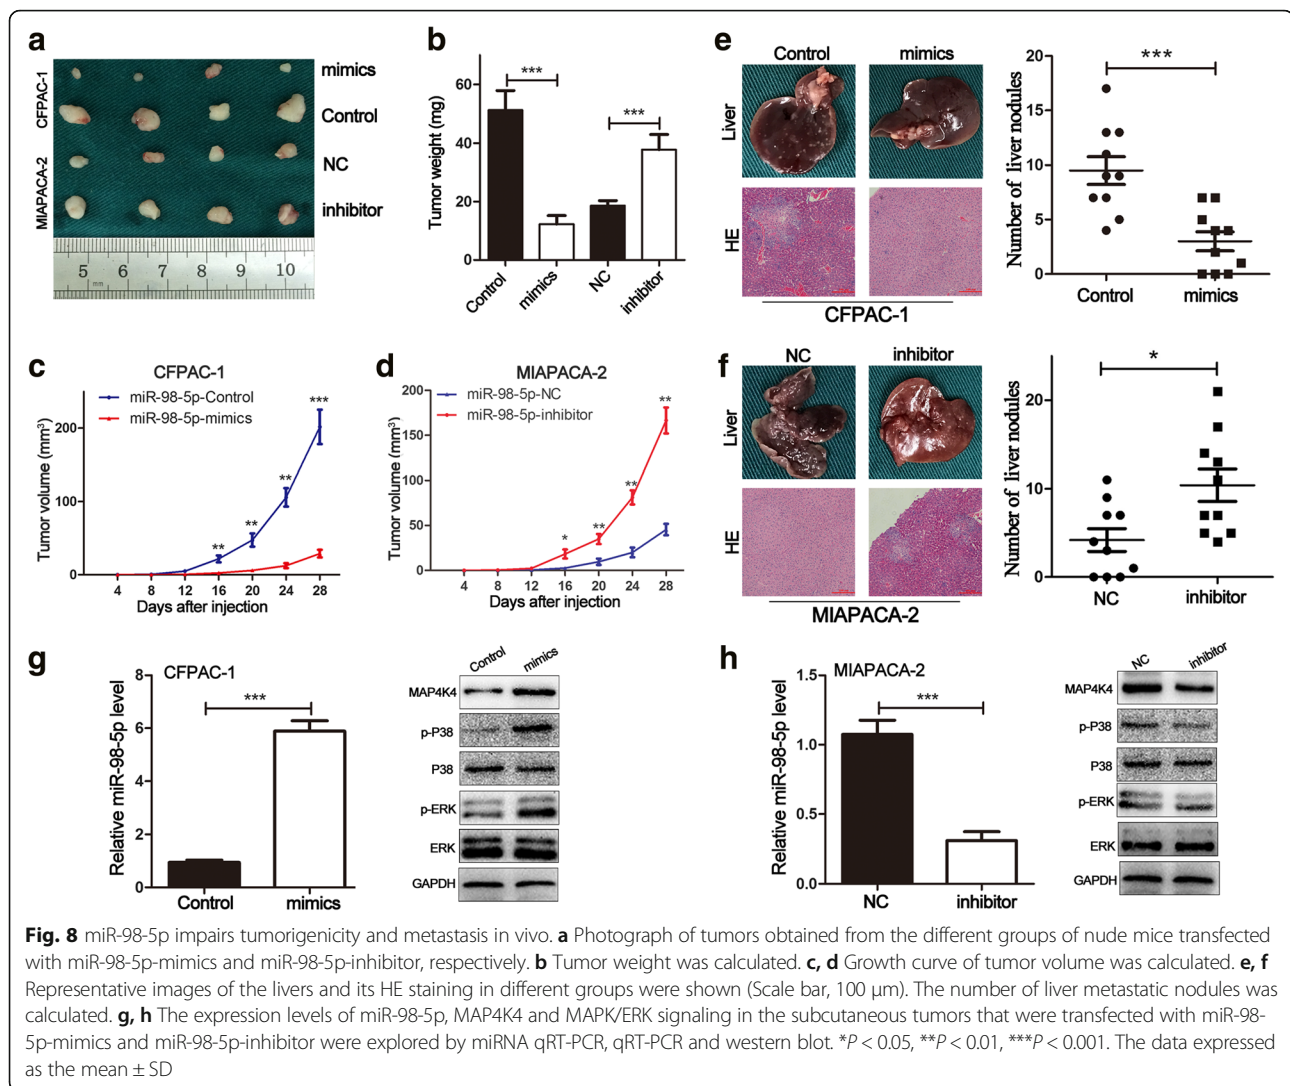 a
CFPAC-1
MIAPACA-2
mimics
Control
NC
inhibitor
5 6 7 8 9 10
mm
b
Tumor weight (mg)
60
40
20
0
***
***
Control
mimics
NC
inhibitor
c
CFPAC-1
miR-98-5p-Control
miR-98-5p-mimics
Tumor volume (mm³)
200
100
0
**
**
**
***
4 8 12 16 20 24 28
Days after injection
d
MIAPACA-2
miR-98-5p-NC
miR-98-5p-inhibitor
Tumor volume (mm³)
200
150
100
50
0
*
**
**
**
4 8 12 16 20 24 28
Days after injection
e
Control mimics
Liver
HE
CFPAC-1
Number of liver nodules
20
15
10
5
0
***
Control mimics
f
NC inhibitor
Liver
HE
MIAPACA-2
Number of liver nodules
20
10
0
*
NC inhibitor
g
CFPAC-1
Relative miR-98-5p level
8
6
4
2
0
***
Control mimics
Control mimics
MAP4K4
p-P38
P38
p-ERK
ERK
GAPDH
h
MIAPACA-2
Relative miR-98-5p level
1.5
1.0
0.5
0.0
***
NC inhibitor
NC inhibitor
MAP4K4
p-P38
P38
p-ERK
ERK
GAPDH
Fig. 8 miR-98-5p impairs tumorigenicity and metastasis in vivo. a Photograph of tumors obtained from the different groups of nude mice transfected
with miR-98-5p-mimics and miR-98-5p-inhibitor, respectively. b Tumor weight was calculated. c, d Growth curve of tumor volume was calculated. e, f
Representative images of the livers and its HE staining in different groups were shown (Scale bar, 100 μm). The number of liver metastatic nodules was
calculated. g, h The expression levels of miR-98-5p, MAP4K4 and MAPK/ERK signaling in the subcutaneous tumors that were transfected with miR-98-
5p-mimics and miR-98-5p-inhibitor were explored by miRNA qRT-PCR, qRT-PCR and western blot. *P < 0.05, **P < 0.01, ***P < 0.001. The data expressed
as the mean ± SD